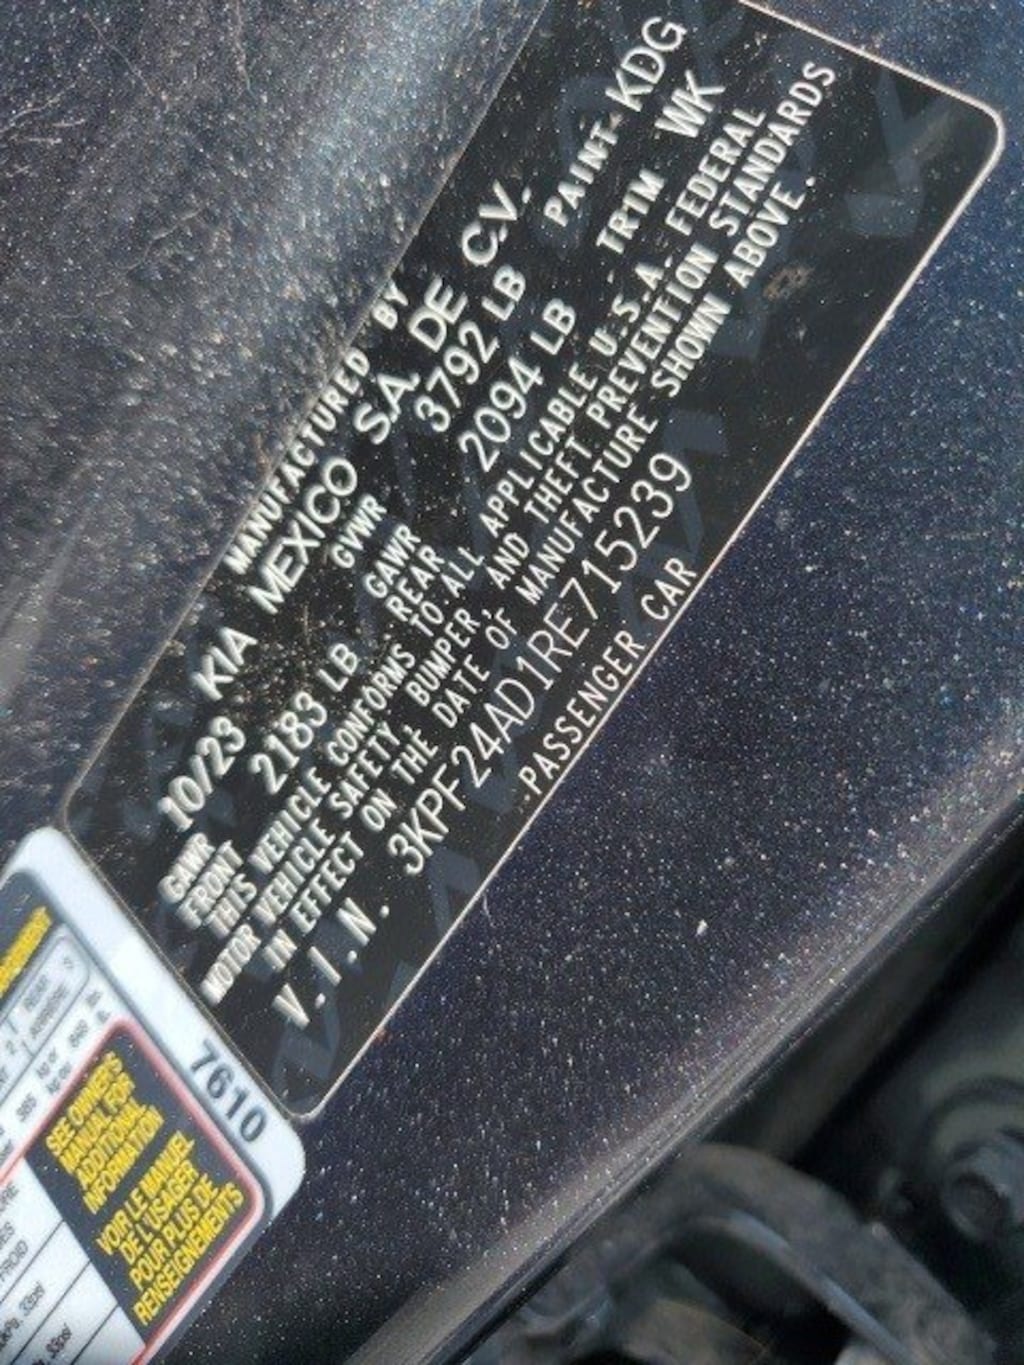 MANUFACTURED BY
10/23 KIA MEXICO S.A. DE C.V.
GVWR 3792 LB PAINT KDG
GAWR FRONT 2183 LB GAWR REAR 2094 LB TRIM WK
THIS VEHICLE CONFORMS TO ALL APPLICABLE U.S.A. FEDERAL
MOTOR VEHICLE SAFETY, BUMPER, AND THEFT PREVENTION STANDARDS
IN EFFECT ON THE DATE OF MANUFACTURE SHOWN ABOVE.
V.I.N. 3KPF24AD1RE715239
PASSENGER CAR
7610
SEE OWNER'S
MANUAL FOR
ADDITIONAL
INFORMATION
VOIR LE MANUEL
DE L'USAGER
POUR PLUS DE
RENSEIGNEMENTS